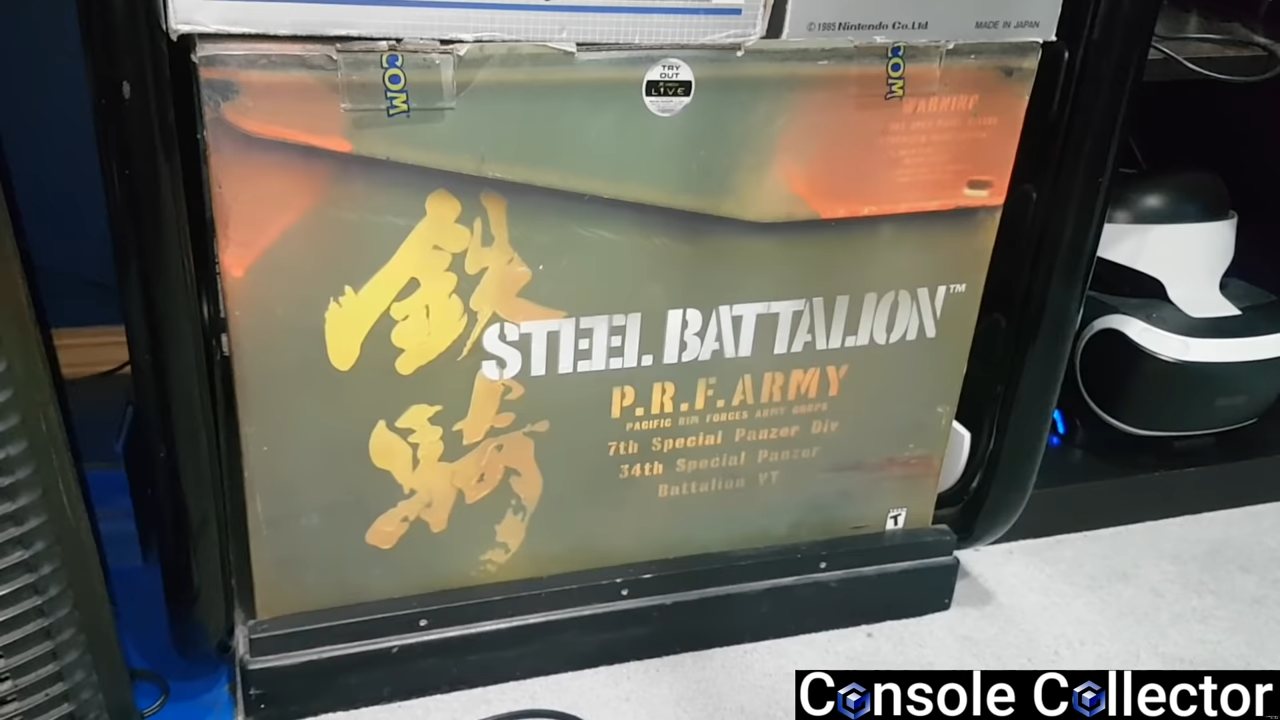 ©1985 Nintendo Co.Ltd.
MADE IN JAPAN
COM
COM
TRY
OUT
LIVE
WARNING
鉄騎
STEEL BATTALION™
P.R.F.ARMY
PACIFIC RIM FORCES ARMY CORPS
7th Special Panzer Div
34th Special Panzer
Battalion VT
T
Console Collector